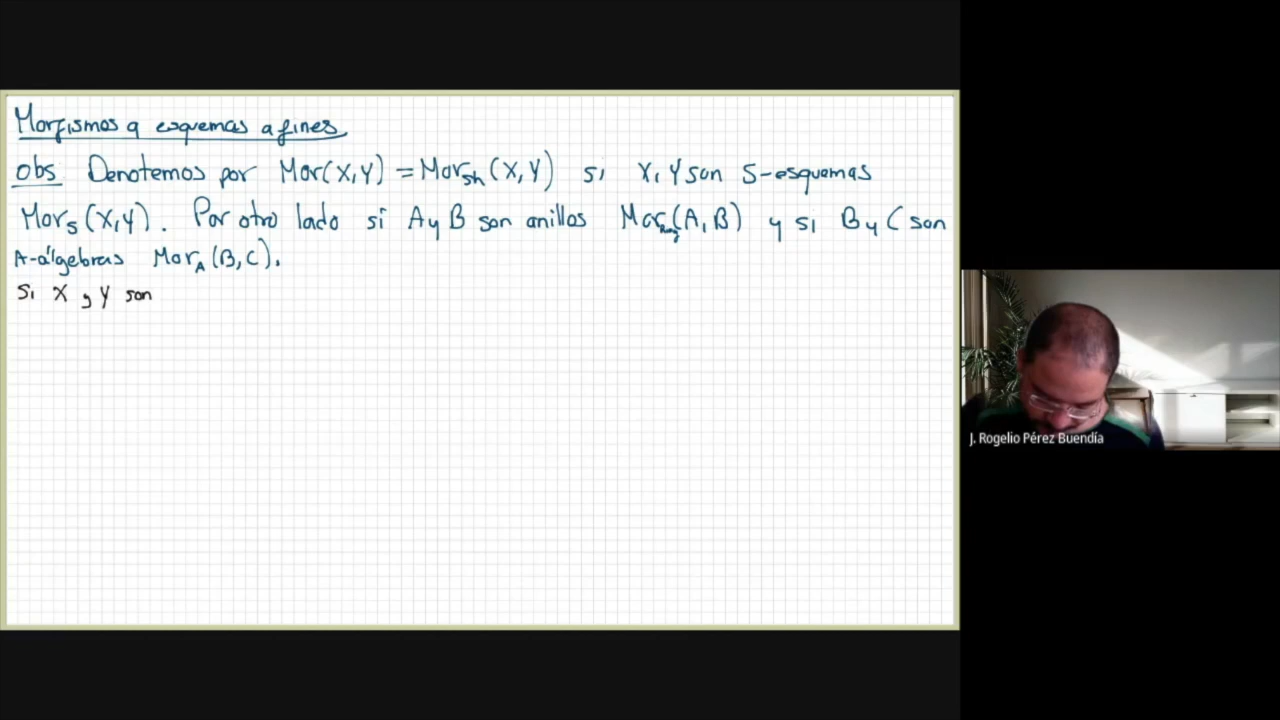 Morfismos a esquemas afines
obs Denotemos por Mor(X,Y) = Mor_Sh(X,Y) si X, Y son S-esquemas
Mor_S(X,Y). Por otro lado si A y B son anillos Mor_Ring(A,B) y si B y C son
A-álgebras Mor_A(B,C).
Si X y Y son
J. Rogelio Pérez Buendía